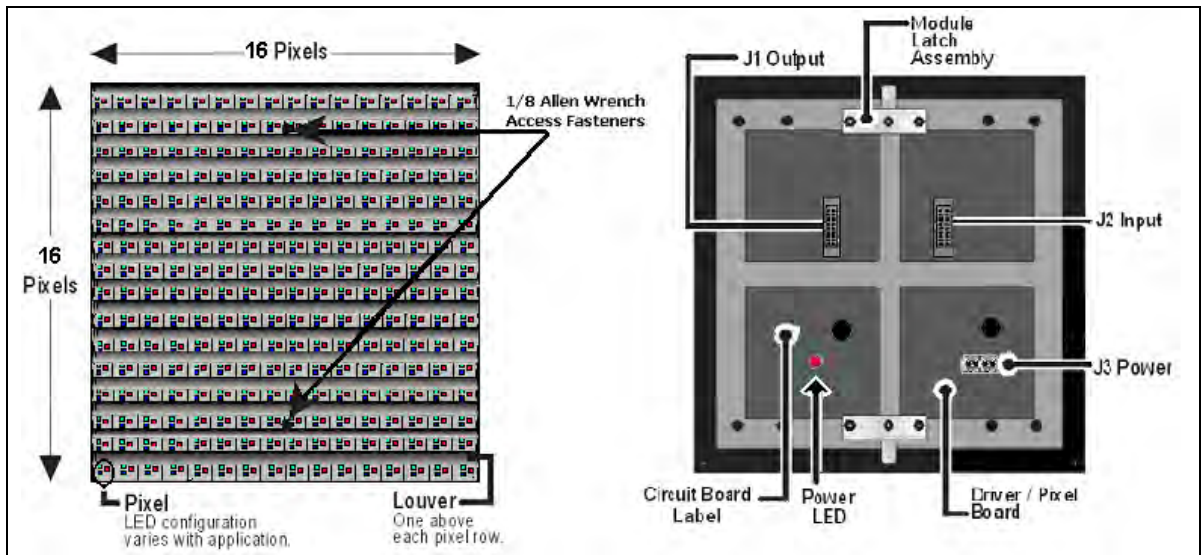 16 Pixels
16
Pixels
1/8 Allen Wrench
Access Fasteners
Pixel
LED configuration
varies with application.
Louver
One above
each pixel row.
Module
Latch
Assembly
J1 Output
J2 Input
J3 Power
Circuit Board
Label
Power
LED
Driver / Pixel
Board